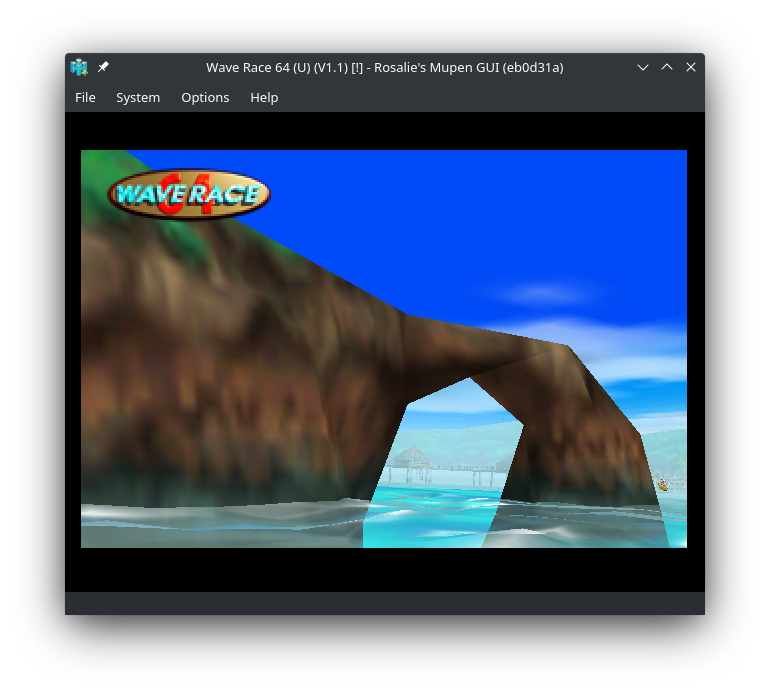 Wave Race 64 (U) (V1.1) [!] - Rosalie's Mupen GUI (eb0d31a)
File System Options Help
WAVE RACE
64